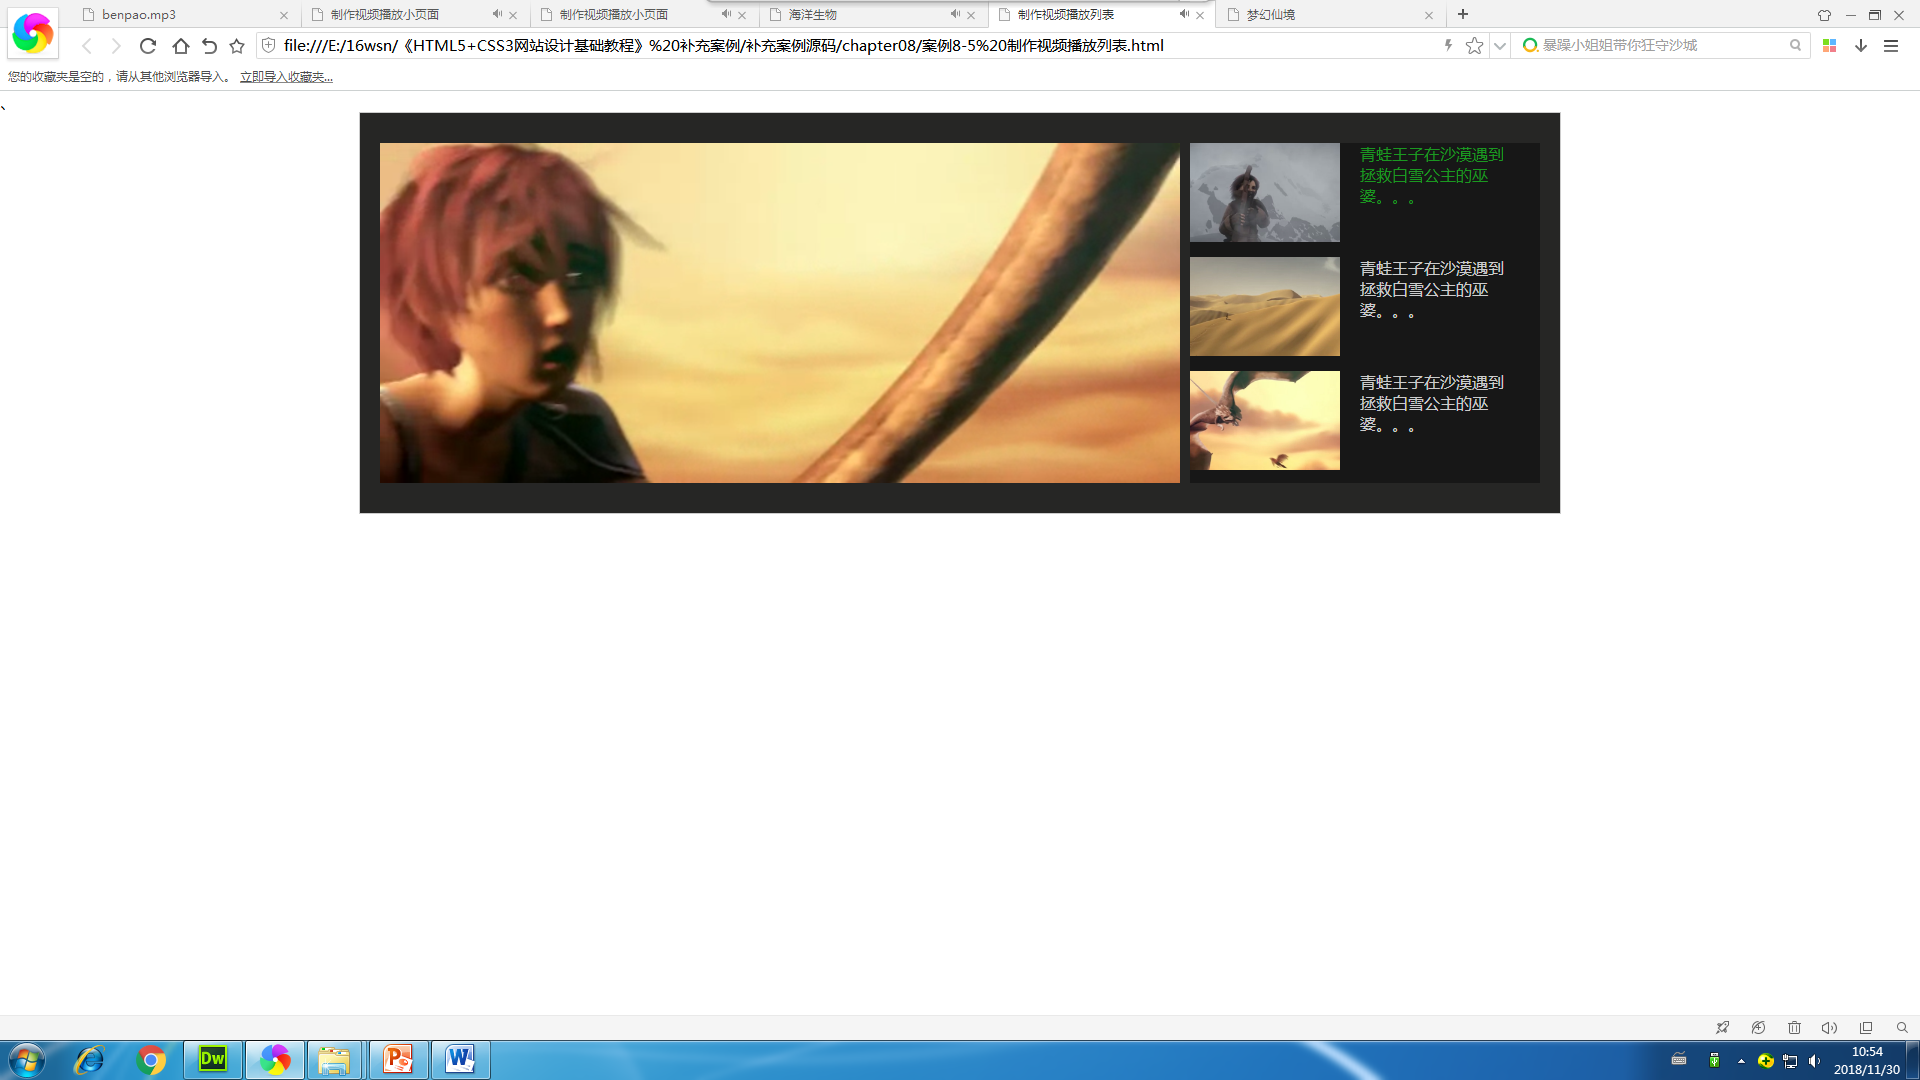 benpao.mp3
制作视频播放小页面
制作视频播放小页面
海洋生物
制作视频播放列表
梦幻仙境
file:///E:/16wsn/《HTML5+CSS3网站设计基础教程》%20补充案例/补充案例源码/chapter08/案例8-5%20制作视频播放列表.html
暴躁小姐姐带你狂守沙城
您的收藏夹是空的，请从其他浏览器导入。 立即导入收藏夹...
、
青蛙王子在沙漠遇到
拯救白雪公主的巫
婆。。。
青蛙王子在沙漠遇到
拯救白雪公主的巫
婆。。。
青蛙王子在沙漠遇到
拯救白雪公主的巫
婆。。。
Dw
P
W
10:54
2018/11/30